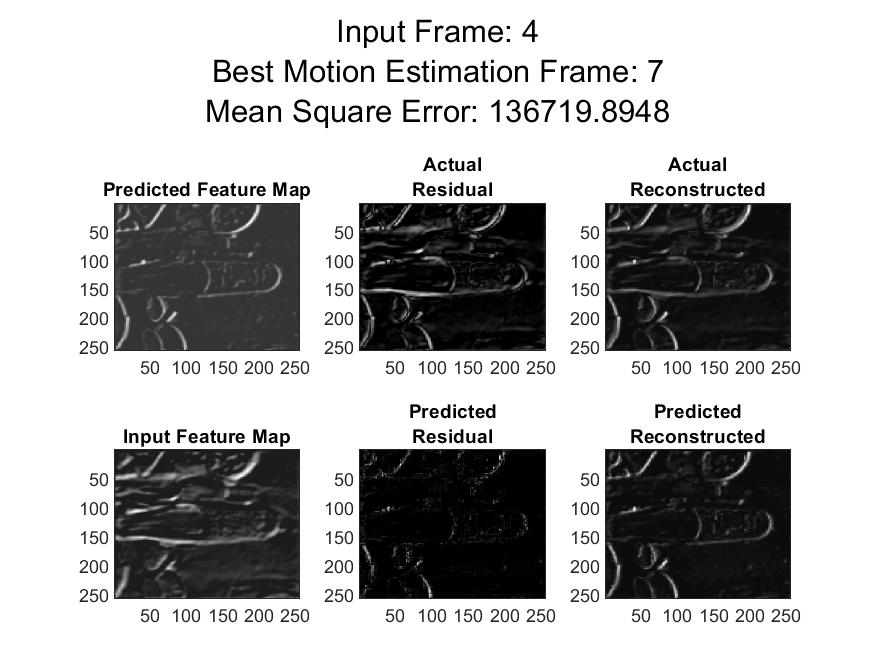 Input Frame: 4
Best Motion Estimation Frame: 7
Mean Square Error: 136719.8948
Predicted Feature Map
50
100
150
200
250
50 100 150 200 250
Actual
Residual
50
100
150
200
250
50 100 150 200 250
Actual
Reconstructed
50
100
150
200
250
50 100 150 200 250
Input Feature Map
50
100
150
200
250
50 100 150 200 250
Predicted
Residual
50
100
150
200
250
50 100 150 200 250
Predicted
Reconstructed
50
100
150
200
250
50 100 150 200 250